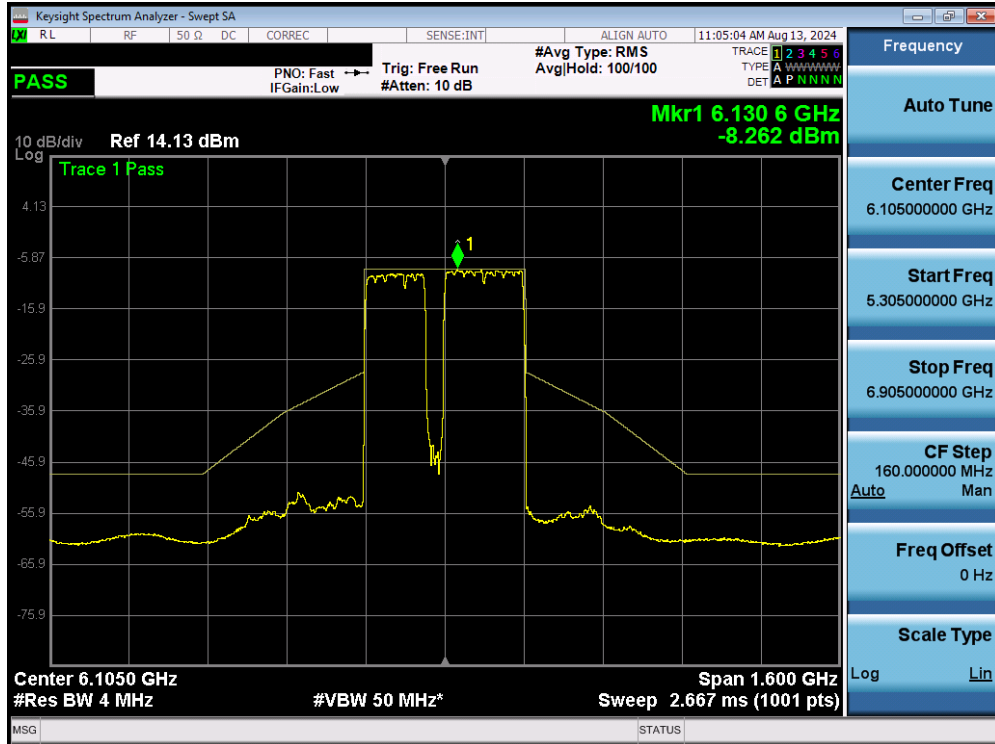 Keysight Spectrum Analyzer - Swept SA
LXI RL RF 50 Ω DC CORREC SENSE:INT ALIGN AUTO 11:05:04 AM Aug 13, 2024
PASS
PNO: Fast
IFGain:Low
Trig: Free Run
#Atten: 10 dB
#Avg Type: RMS
Avg|Hold: 100/100
TRACE 1 2 3 4 5 6
TYPE A WWWWW
DET A P N N N N
Mkr1 6.130 6 GHz
-8.262 dBm
10 dB/div Ref 14.13 dBm
Log
Trace 1 Pass
1
4.13
-5.87
-15.9
-25.9
-35.9
-45.9
-55.9
-65.9
-75.9
Center 6.1050 GHz Span 1.600 GHz
#Res BW 4 MHz #VBW 50 MHz* Sweep 2.667 ms (1001 pts)
MSG STATUS
Frequency
Auto Tune
Center Freq
6.105000000 GHz
Start Freq
5.305000000 GHz
Stop Freq
6.905000000 GHz
CF Step
160.000000 MHz
Auto Man
Freq Offset
0 Hz
Scale Type
Log Lin